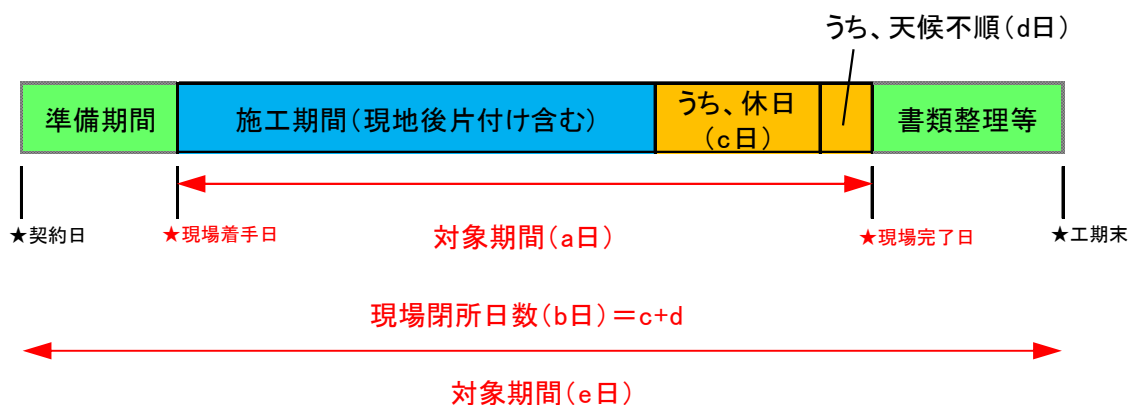 うち、天候不順(d日)
準備期間
施工期間(現地後片付け含む)
うち、休日
(c日)
書類整理等
★契約日
★現場着手日
対象期間(a日)
★現場完了日
★工期末
現場閉所日数(b日)=c+d
対象期間(e日)